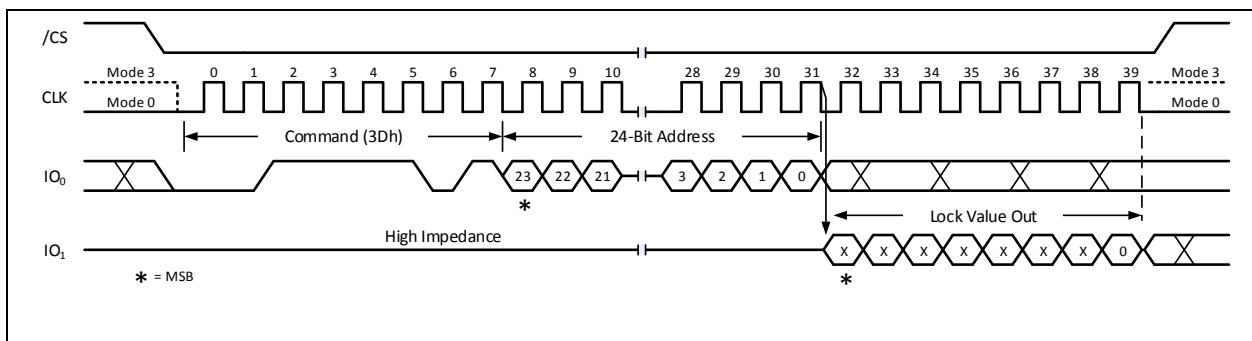 /CS
Mode 3 0 1 2 3 4 5 6 7 8 9 10 28 29 30 31 32 33 34 35 36 37 38 39 Mode 3
CLK Mode 0 Mode 0
Command (3Dh) 24-Bit Address
IO0 23 22 21 3 2 1 0
*
Lock Value Out
High Impedance
IO1 X X X X X X X 0
* = MSB *